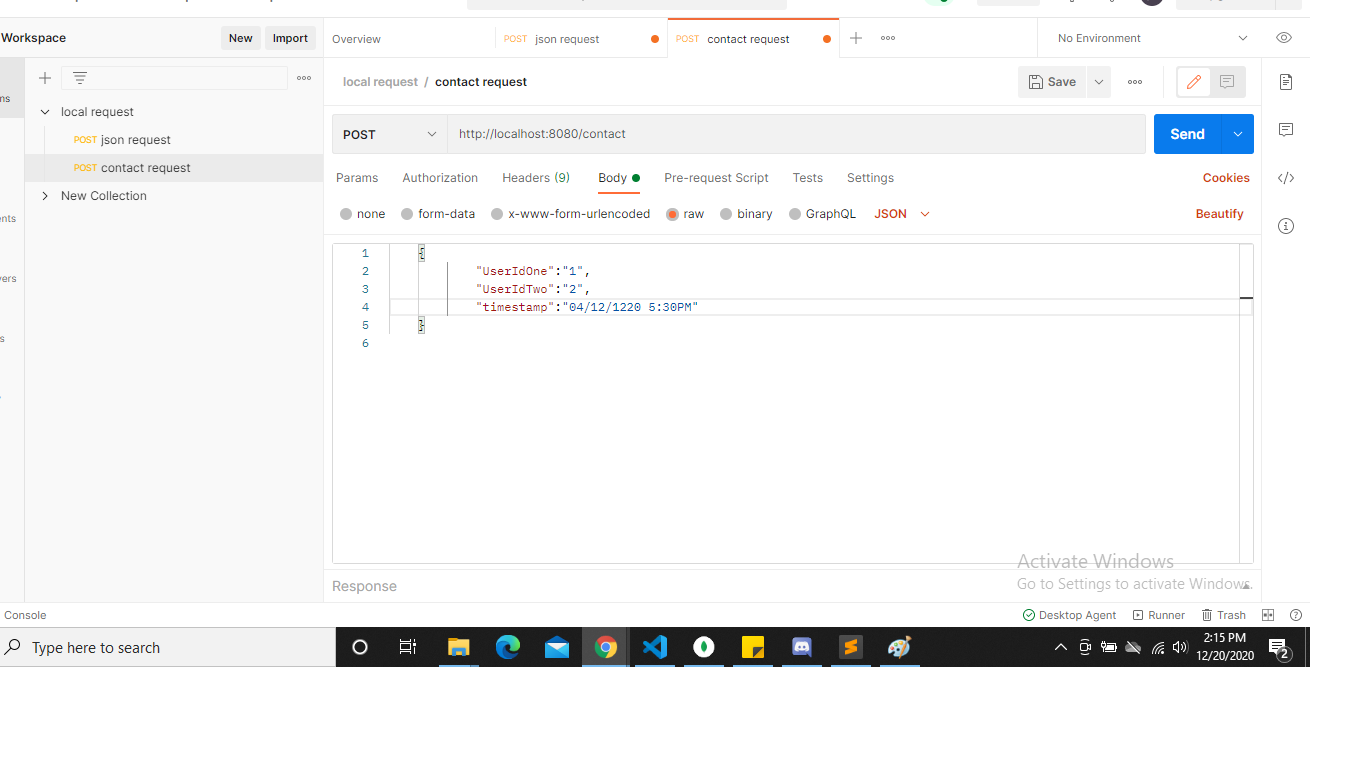 Workspace
New
Import
Overview
POST json request
POST contact request
No Environment
ms
local request / contact request
Save
local request
POST json request
POST contact request
New Collection
POST
http://localhost:8080/contact
Send
Params Authorization Headers (9) Body Pre-request Script Tests Settings
Cookies
none form-data x-www-form-urlencoded raw binary GraphQL JSON
Beautify
ents
vers
s
1 {
2 "UserIdOne":"1",
3 "UserIdTwo":"2",
4 "timestamp":"04/12/1220 5:30PM"
5 }
6
Activate Windows
Go to Settings to activate Windows.
Response
Console
Desktop Agent
Runner
Trash
Type here to search
2:15 PM
12/20/2020
2